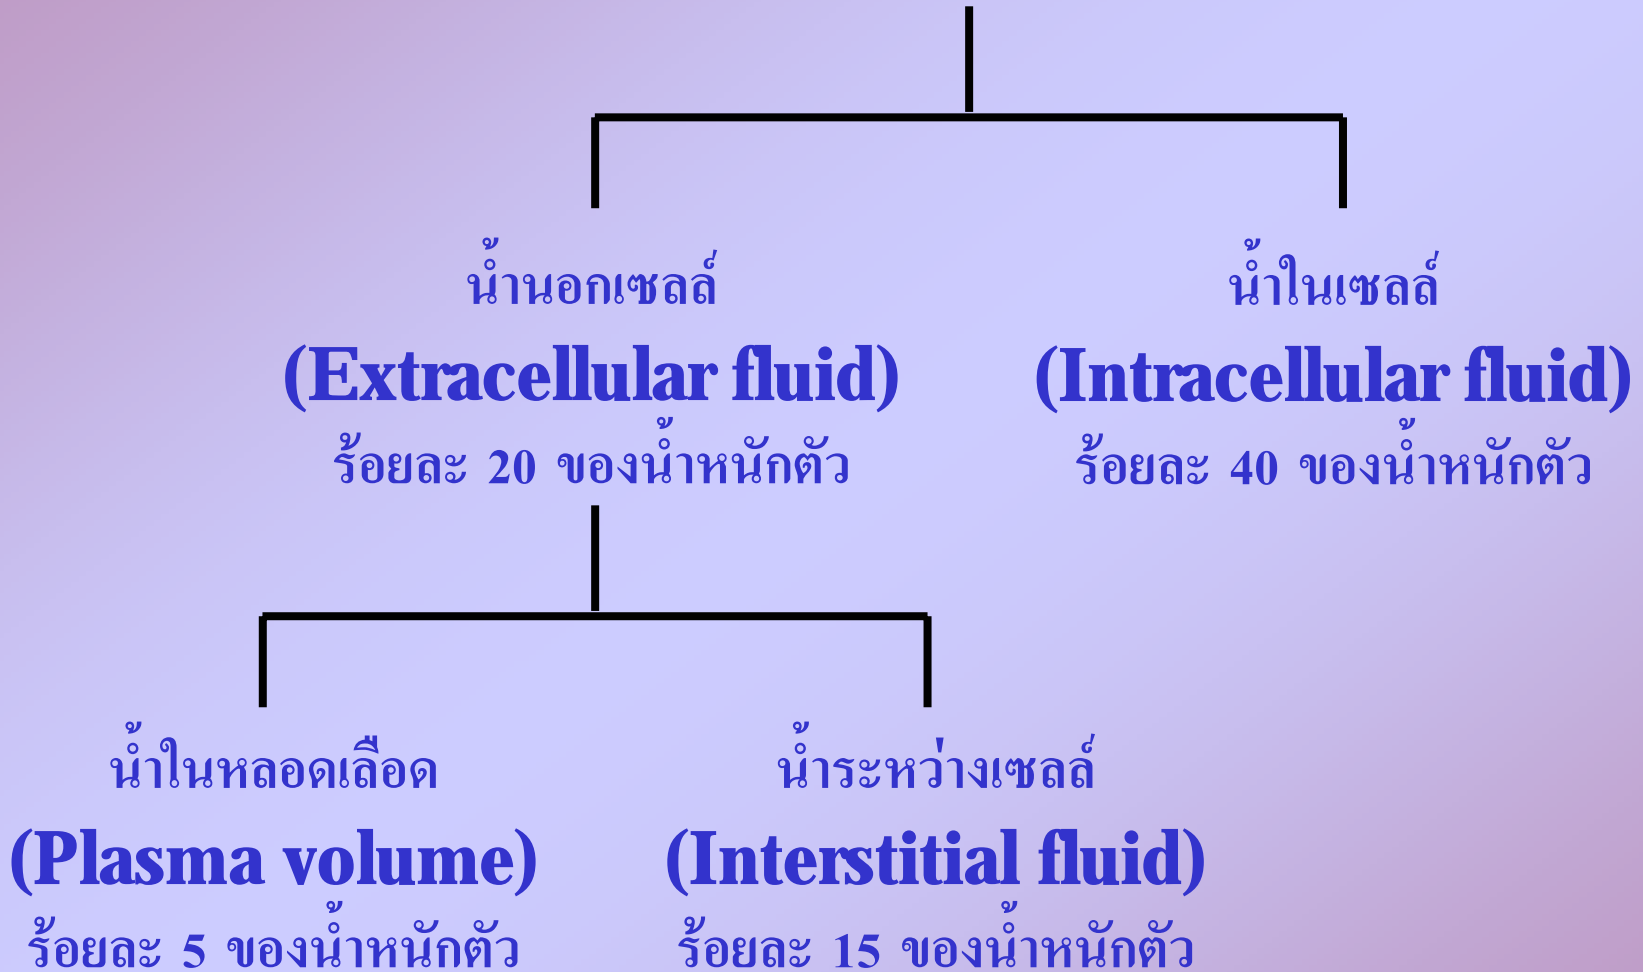 น้ำนอกเซลล์
(Extracellular fluid)
ร้อยละ 20 ของน้ำหนักตัว
น้ำในเซลล์
(Intracellular fluid)
ร้อยละ 40 ของน้ำหนักตัว
น้ำในหลอดเลือด
(Plasma volume)
ร้อยละ 5 ของน้ำหนักตัว
น้ำระหว่างเซลล์
(Interstitial fluid)
ร้อยละ 15 ของน้ำหนักตัว